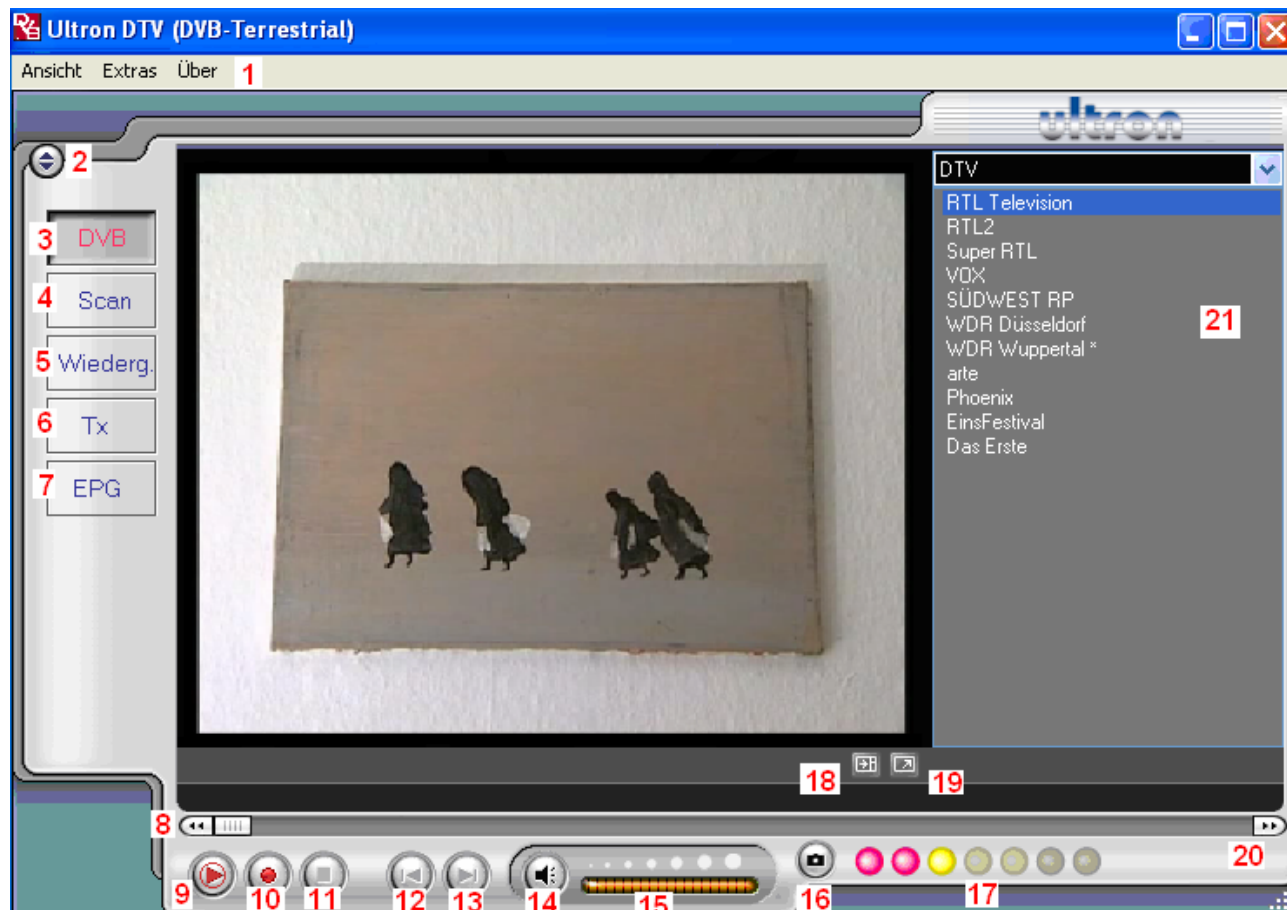 Ultron DTV (DVB-Terrestrial)
Ansicht Extras Über 1
ultron
2
DTV
3 DVB
4 Scan
5 Wiederg.
6 Tx
7 EPG
RTL Television
RTL2
Super RTL
VOX
SÜDWEST RP
21
WDR Düsseldorf
WDR Wuppertal *
arte
Phoenix
EinsFestival
Das Erste
18
19
8
20
9
10
11
12
13
14
15
16
17